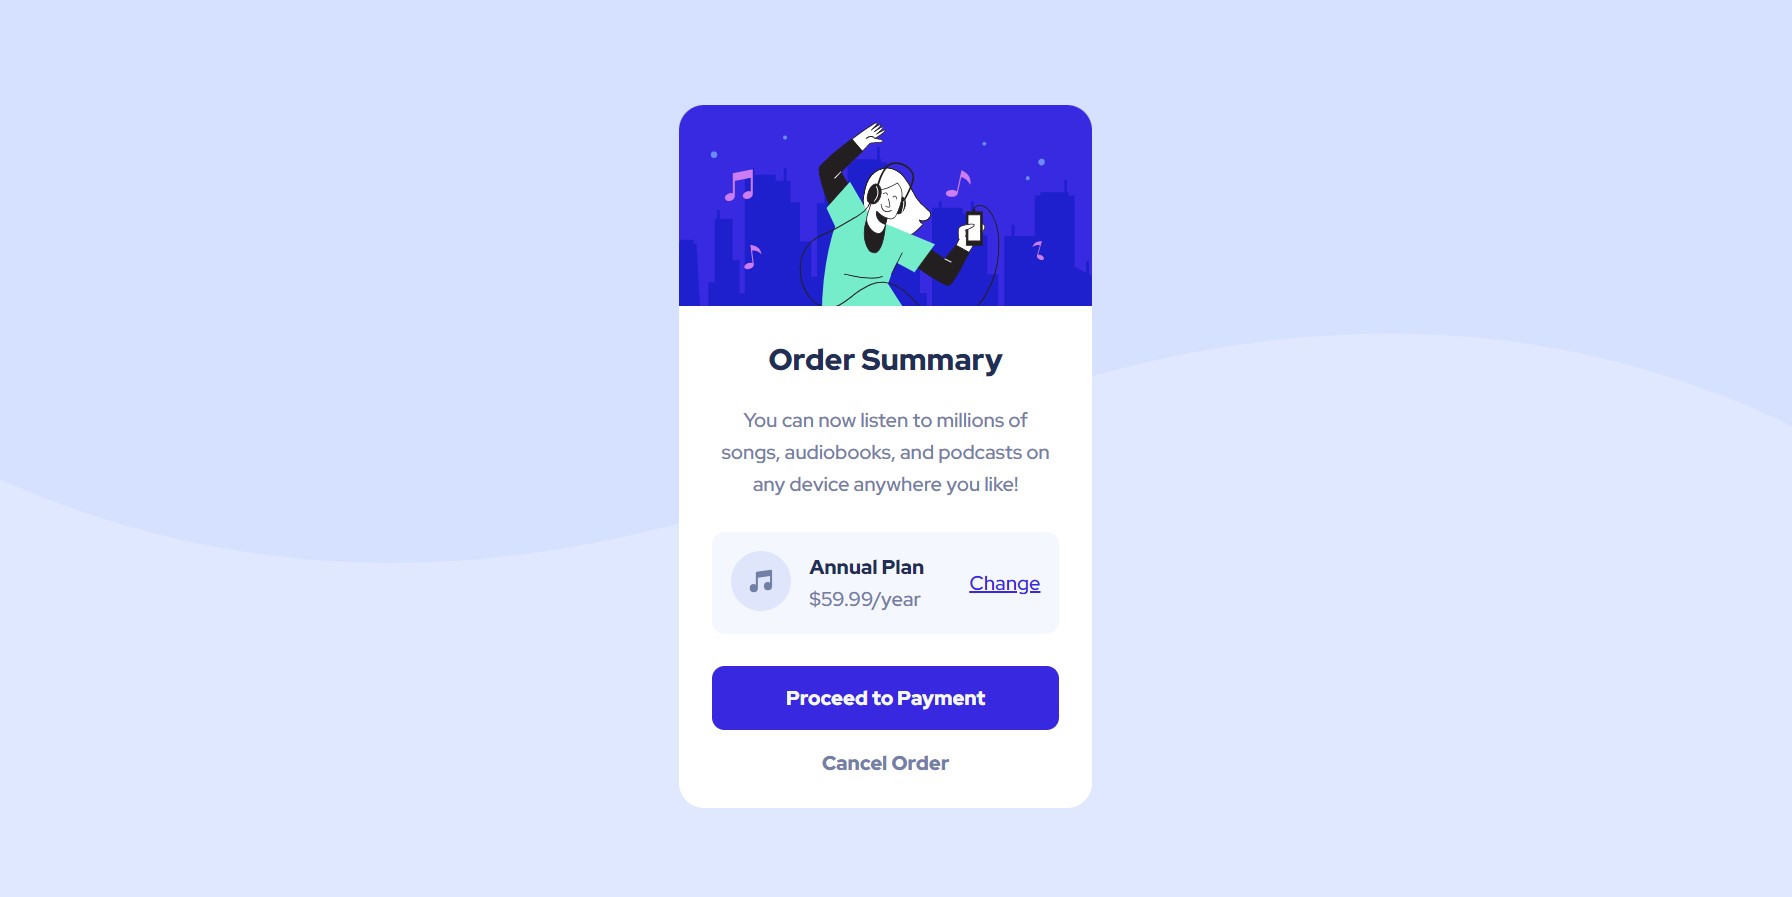 Order Summary
You can now listen to millions of
songs, audiobooks, and podcasts on
any device anywhere you like!
Annual Plan
$59.99/year
Change
Proceed to Payment
Cancel Order